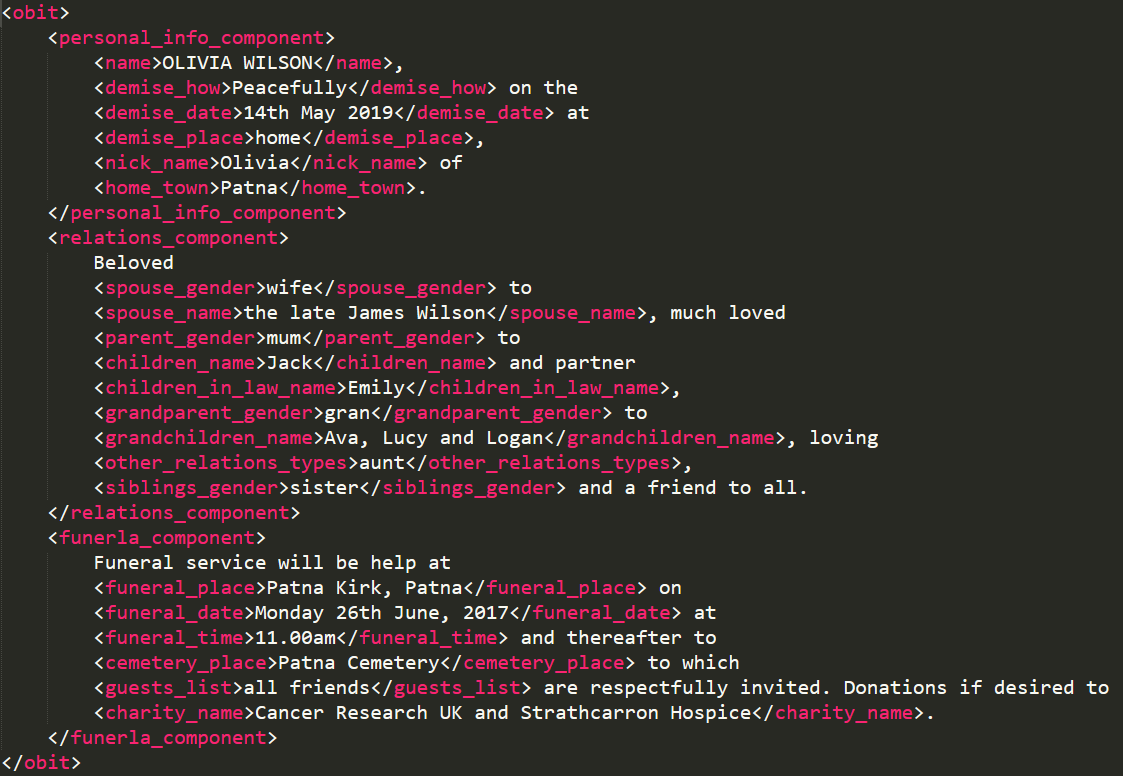 <obit>
<personal_info_component>
<name>OLIVIA WILSON</name>,
<demise_how>Peacefully</demise_how> on the
<demise_date>14th May 2019</demise_date> at
<demise_place>home</demise_place>,
<nick_name>Olivia</nick_name> of
<home_town>Patna</home_town>.
</personal_info_component>
<relations_component>
Beloved
<spouse_gender>wife</spouse_gender> to
<spouse_name>the late James Wilson</spouse_name>, much loved
<parent_gender>mum</parent_gender> to
<children_name>Jack</children_name> and partner
<children_in_law_name>Emily</children_in_law_name>,
<grandparent_gender>gran</grandparent_gender> to
<grandchildren_name>Ava, Lucy and Logan</grandchildren_name>, loving
<other_relations_types>aunt</other_relations_types>,
<siblings_gender>sister</siblings_gender> and a friend to all.
</relations_component>
<funerla_component>
Funeral service will be help at
<funeral_place>Patna Kirk, Patna</funeral_place> on
<funeral_date>Monday 26th June, 2017</funeral_date> at
<funeral_time>11.00am</funeral_time> and thereafter to
<cemetery_place>Patna Cemetery</cemetery_place> to which
<guests_list>all friends</guests_list> are respectfully invited. Donations if desired to
<charity_name>Cancer Research UK and Strathcarron Hospice</charity_name>.
</funerla_component>
</obit>